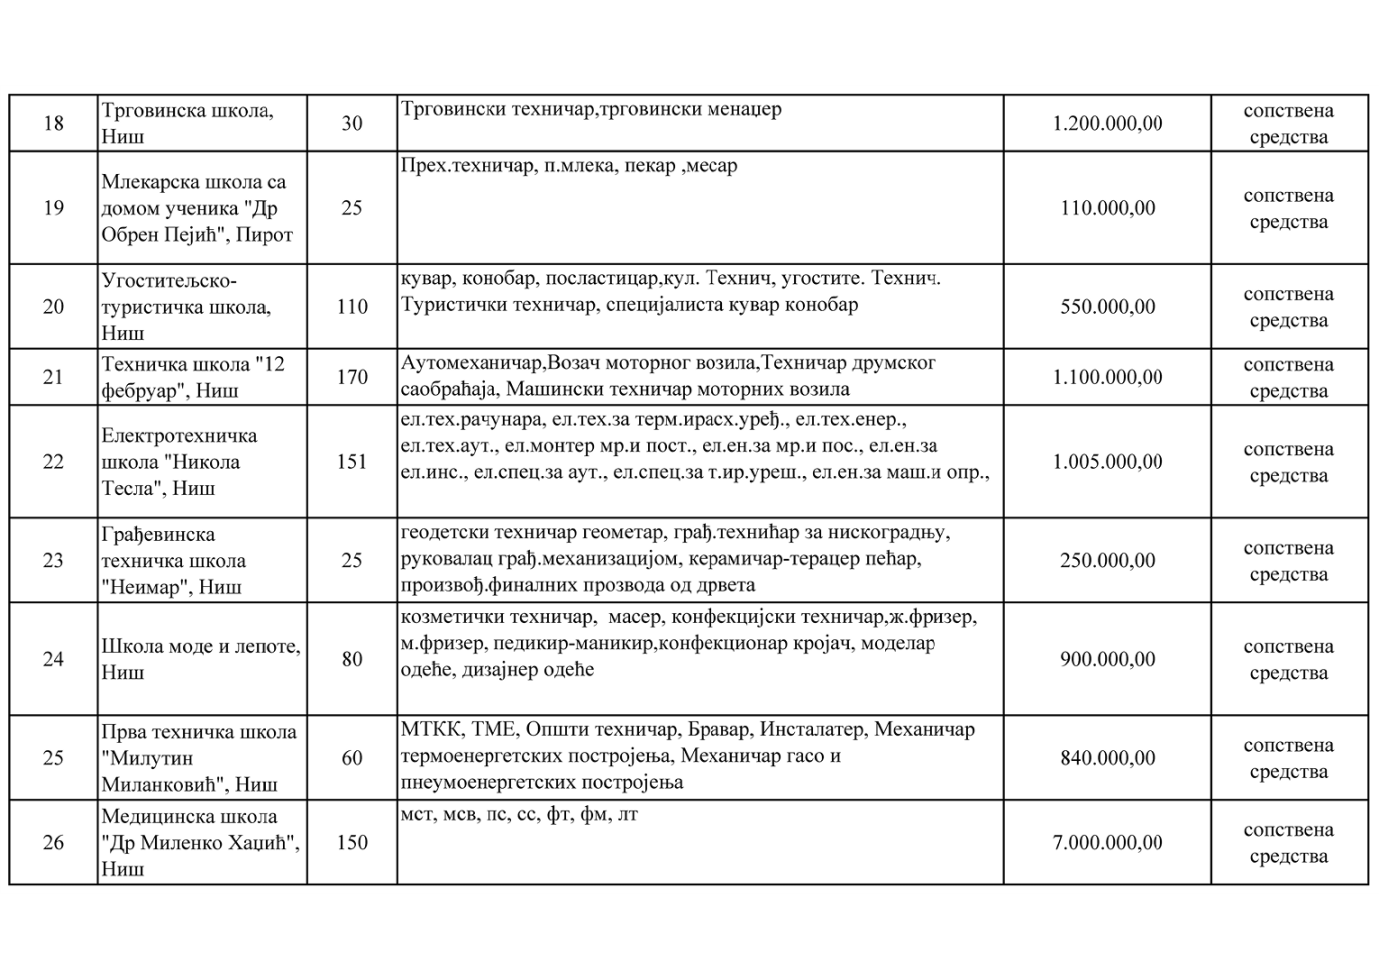 18
Трговинска школа,
Ниш
30
Трговински техничар,трговински менаџер
1.200.000,00
сопствена
средства
19
Млекарска школа са
домом ученика "Др
Обрен Пејић", Пирот
25
Прех.техничар, п.млека, пекар ,месар
110.000,00
сопствена
средства
20
Угоститељско-
туристичка школа,
Ниш
110
кувар, конобар, посластицар,кул. Технич, угостите. Технич.
Туристички техничар, специјалиста кувар конобар
550.000,00
сопствена
средства
21
Техничка школа "12
фебруар", Ниш
170
Аутомеханичар,Возач моторног возила,Техничар друмског
саобраћаја, Машински техничар моторних возила
1.100.000,00
сопствена
средства
22
Електротехничка
школа "Никола
Тесла", Ниш
151
ел.тех.рачунара, ел.тех.за терм.ирасх.уређ., ел.тех.енер.,
ел.тех.аут., ел.монтер мр.и пост., ел.ен.за мр.и пос., ел.ен.за
ел.инс., ел.спец.за аут., ел.спец.за т.ир.уреш., ел.ен.за маш.и опр.,
1.005.000,00
сопствена
средства
23
Грађевинска
техничка школа
"Неимар", Ниш
25
геодетски техничар геометар, грађ.технићар за нискоградњу,
руковалац грађ.механизацијом, керамичар-терацер пећар,
произвођ.финалних прозвода од дрвета
250.000,00
сопствена
средства
24
Школа моде и лепоте,
Ниш
80
козметички техничар,  масер, конфекцијски техничар,ж.фризер,
м.фризер, педикир-маникир,конфекционар кројач, моделар
одеће, дизајнер одеће
900.000,00
сопствена
средства
25
Прва техничка школа
"Милутин
Миланковић", Ниш
60
МТКК, ТМЕ, Општи техничар, Бравар, Инсталатер, Механичар
термоенергетских постројења, Механичар гасо и
пнеумоенергетских постројења
840.000,00
сопствена
средства
26
Медицинска школа
"Др Миленко Хаџић",
Ниш
150
мст, мсв, пс, сс, фт, фм, лт
7.000.000,00
сопствена
средства